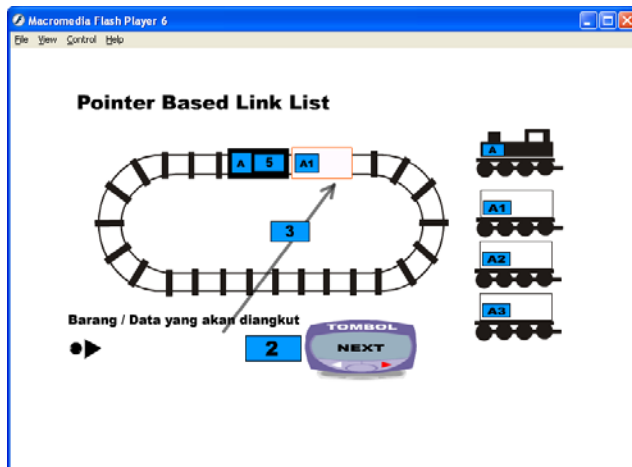 Macromedia Flash Player 6
File View Control Help
Pointer Based Link List
A 5 A1
A
A1
3
A2
A3
Barang / Data yang akan diangkut
TOMBOL
2 NEXT